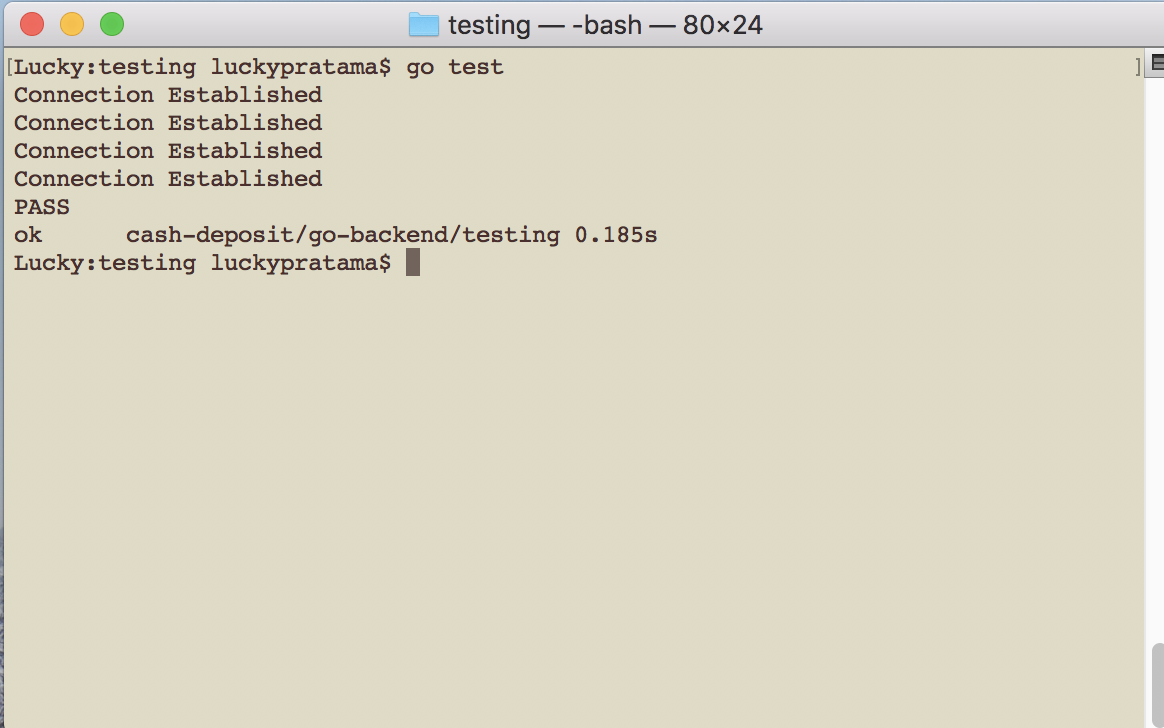 testing — -bash — 80×24
[Lucky:testing luckypratama$ go test ]
Connection Established
Connection Established
Connection Established
Connection Established
PASS
ok      cash-deposit/go-backend/testing 0.185s
Lucky:testing luckypratama$